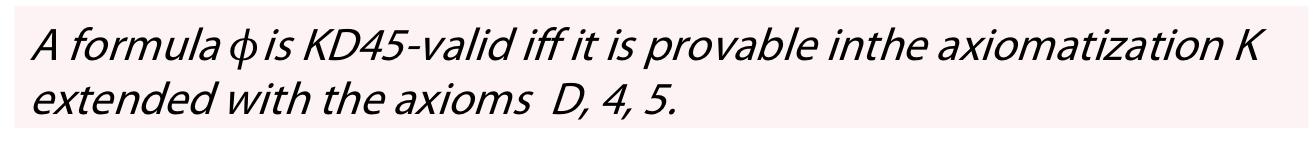 A formula ϕ is KD45-valid iff it is provable inthe axiomatization K
extended with the axioms D, 4, 5.